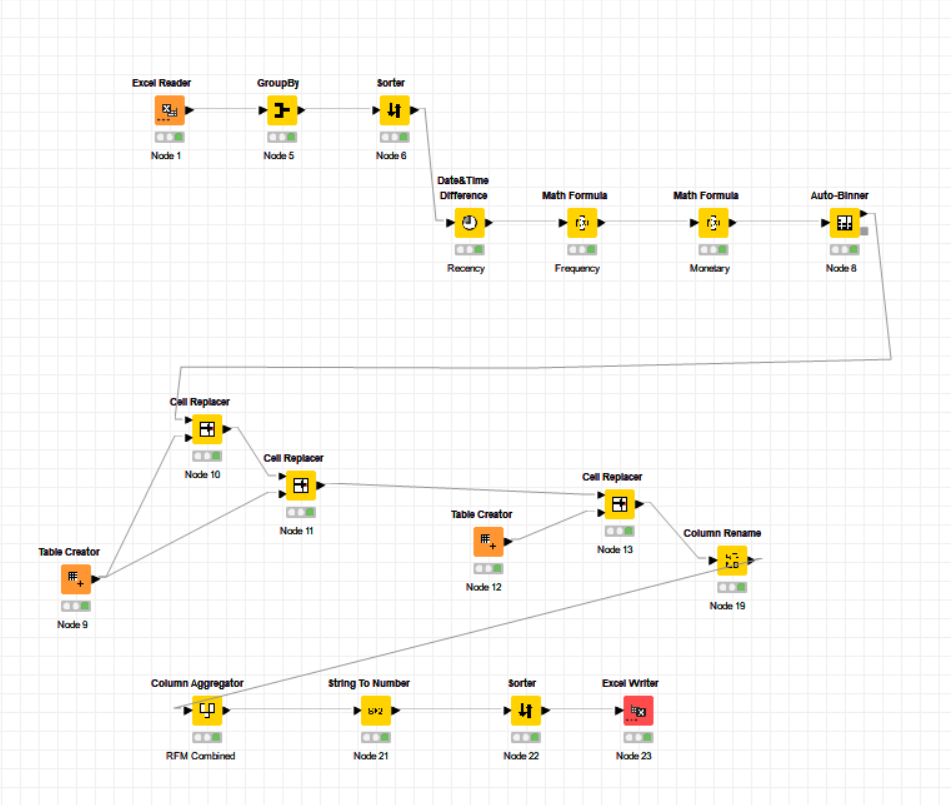 Excel Reader
GroupBy
Sorter
Node 1
Node 5
Node 6
Date&Time
Difference
Math Formula
Math Formula
Auto-Binner
Recency
Frequency
Monetary
Node 8
Cell Replacer
Node 10
Cell Replacer
Node 11
Cell Replacer
Node 13
Table Creator
Node 12
Column Rename
Node 19
Table Creator
Node 9
Column Aggregator
String To Number
Sorter
Excel Writer
RFM Combined
Node 21
Node 22
Node 23